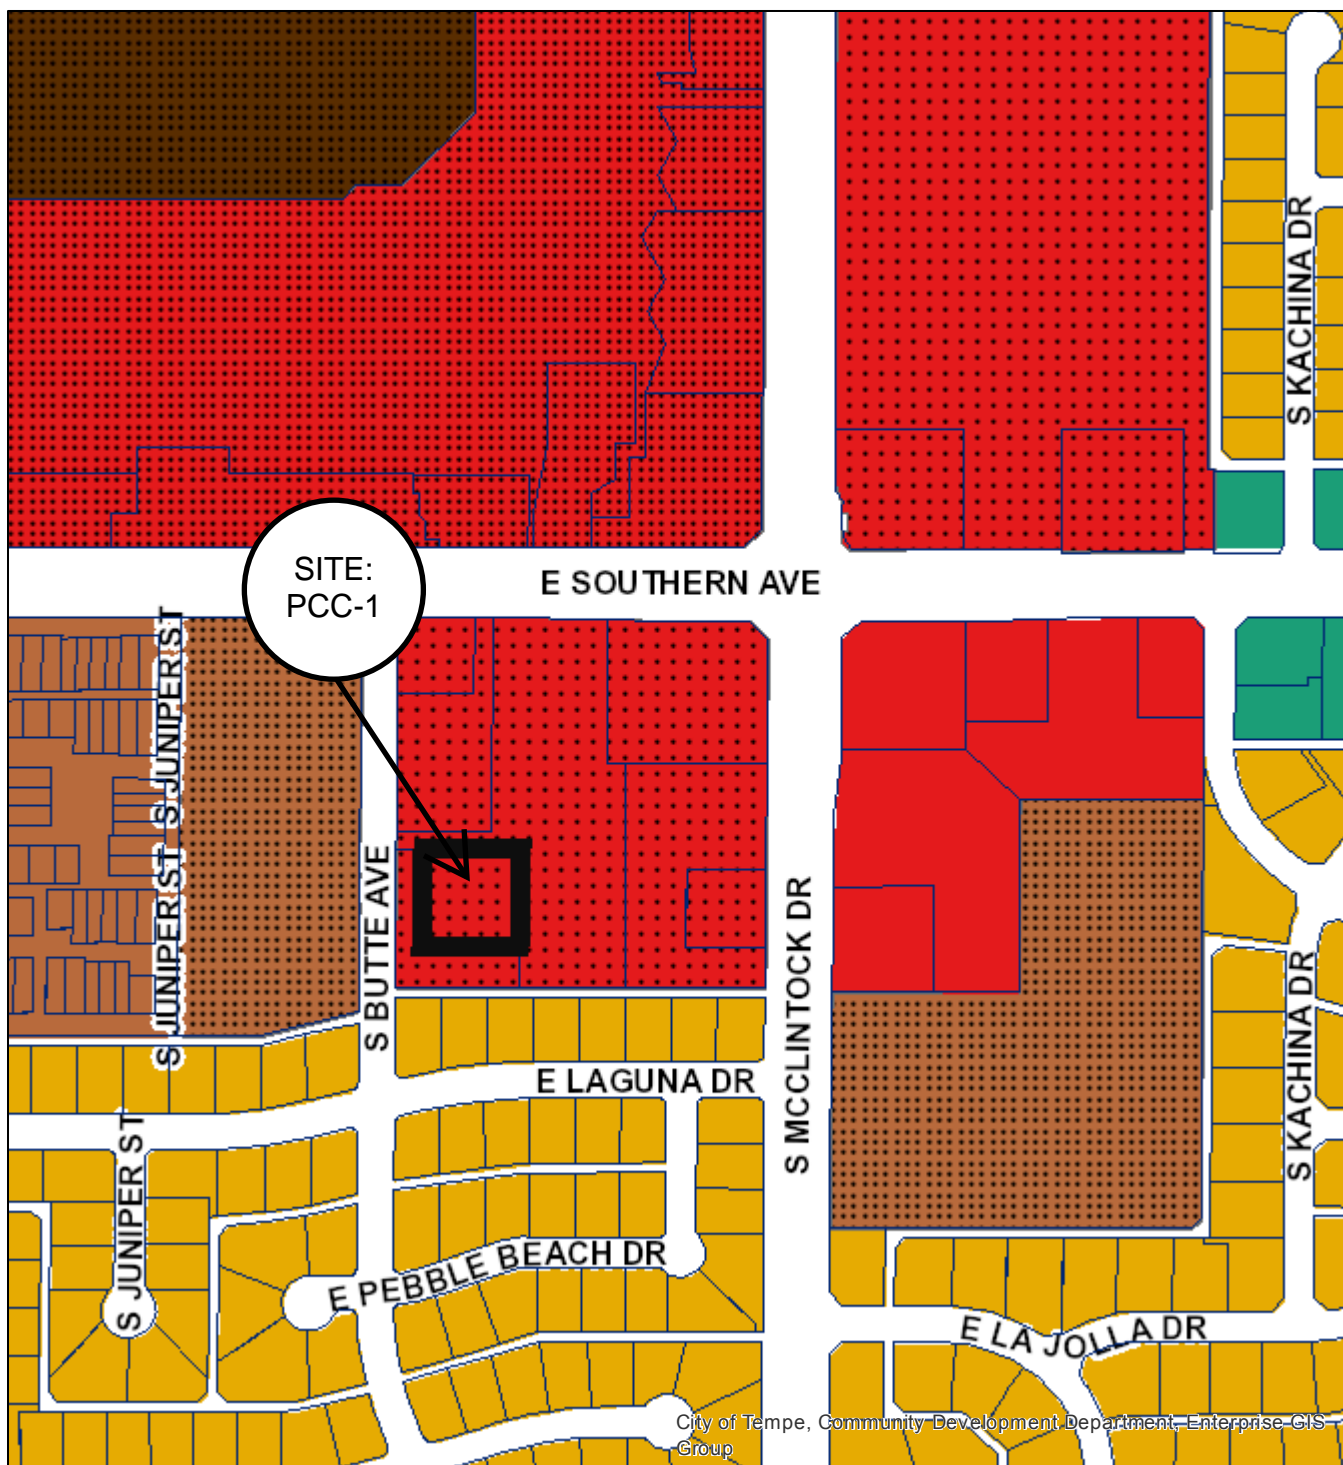 S KACHINA DR
SITE:
PCC-1
E SOUTHERN AVE
S JUNIPER ST
S JUNIPER ST
S BUTTE AVE
S MCCLINTOCK DR
S KACHINA DR
E LAGUNA DR
S JUNIPER ST
E PEBBLE BEACH DR
E LA JOLLA DR
City of Tempe, Community Development Department, Enterprise GIS
Group